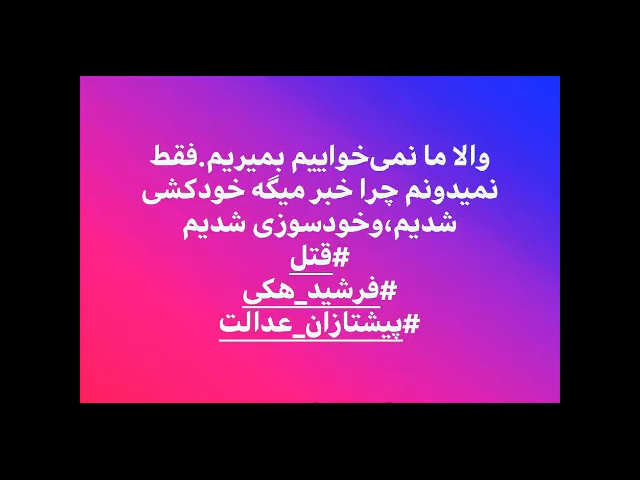 والا ما نمی‌خواییم بمیریم.فقط
نمیدونم چرا خبر میگه خودکشی
شدیم،وخودسوزی شدیم
#قتل
#فرشید_هکی
#پیشتازان_عدالت